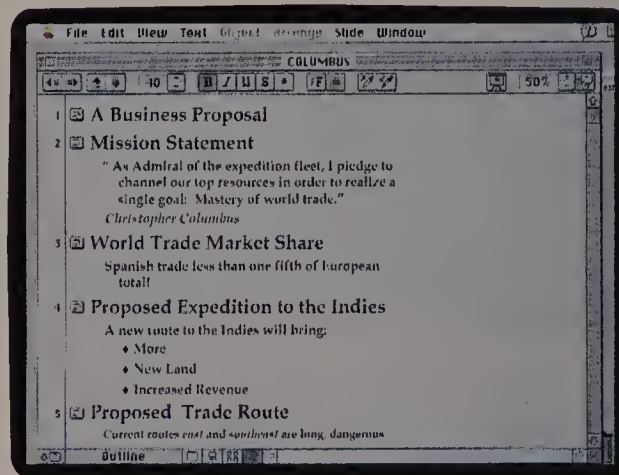 File Edit View Text Object Arrange Slide Window
COLUMBUS
40 B I U S 50%
1 A Business Proposal
2 Mission Statement
" As Admiral of the expedition fleet, I pledge to
channel our top resources in order to realize a
single goal: Mastery of world trade."
Christopher Columbus
3 World Trade Market Share
Spanish trade less than one fifth of European
total!
4 Proposed Expedition to the Indies
A new route to the Indies will bring:
♦ More
♦ New Land
♦ Increased Revenue
5 Proposed Trade Route
Current routes east and southeast are long, dangerous
Outline